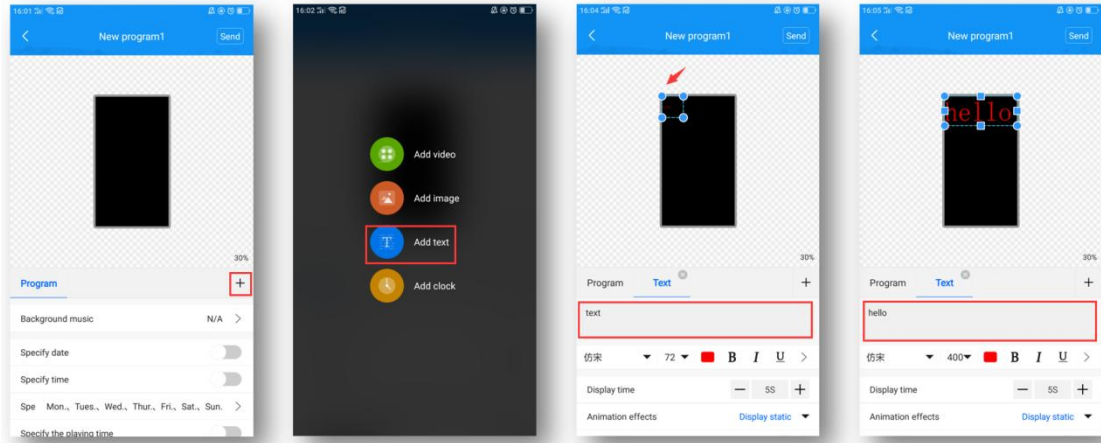 16:01
New program1
Send
30%
Program
+
Background music N/A >
Specify date
Specify time
Spe Mon.、Tues.、Wed.、Thur.、Fri.、Sat.、Sun. >
Specify the playing time
16:02
Add video
Add image
T Add text
Add clock
16:04
New program1
Send
30%
Program Text +
text
仿宋 72 B I U >
Display time — 5S +
Animation effects Display static
16:05
New program1
Send
hello
30%
Program Text +
hello
仿宋 400 B I U >
Display time — 5S +
Animation effects Display static